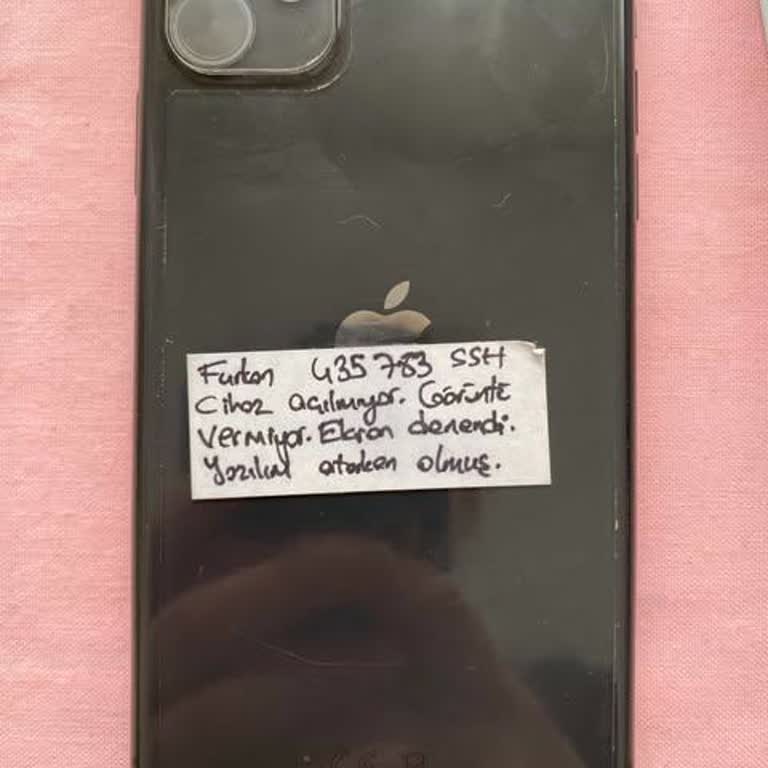 Furkan 435783 SSH
Cihaz açılmıyor. Görüntü
vermiyor. Ekran denendi.
Yazılım atarken olmuş.